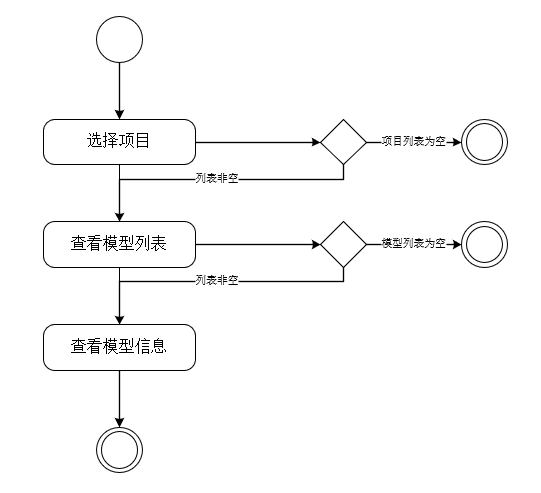 选择项目
项目列表为空
列表非空
查看模型列表
模型列表为空
列表非空
查看模型信息